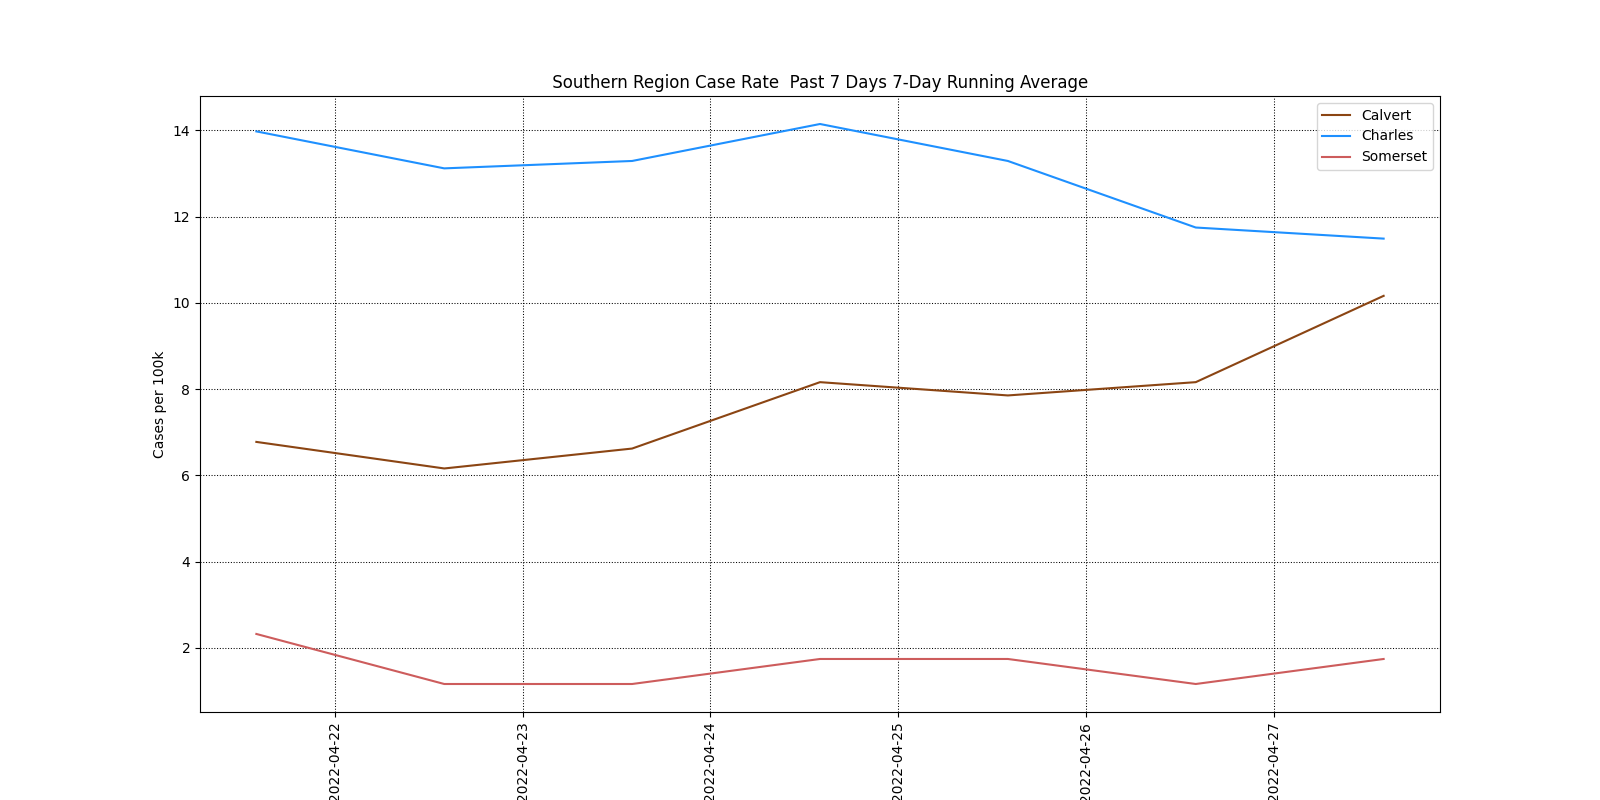 Southern Region Case Rate  Past 7 Days 7-Day Running Average
Calvert
Charles
Somerset
Cases per 100k
14
12
10
8
6
4
2
2022-04-22
2022-04-23
2022-04-24
2022-04-25
2022-04-26
2022-04-27